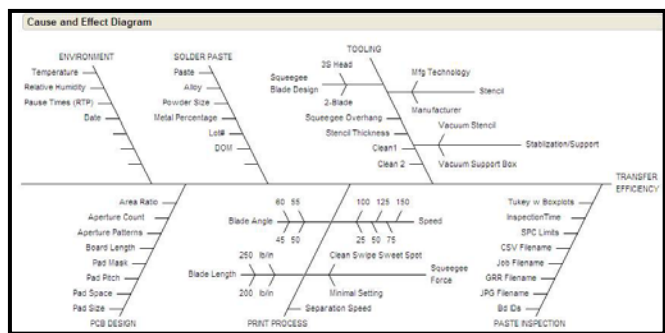 Cause and Effect Diagram
ENVIRONMENT
Temperature
Relative Humidity
Pause Times (RTP)
Date
SOLDER PASTE
Paste
Alloy
Powder Size
Metal Percentage
Lot#
DOM
TOOLING
2S Head
Squeegee
Blade Design
2-Blade
Squeegee Overhang
Stencil Thickness
Clean1
Clean 2
Mfg Technology
Stencil
Manufacturer
Vacuum Stencil
Stablization/Support
Vacuum Support Box
TRANSFER
EFFICIENCY
Area Ratio
Aperture Count
Aperture Patterns
Board Length
Pad Mask
Pad Pitch
Pad Space
Pad Size
PCB DESIGN
60 55
Blade Angle
45 50
100 125 150
Speed
25 50 75
250 lb/in
Blade Length
200 lb/in
Clean Swipe Sweet Spot
Squeegee
Force
Minimal Setting
Separation Speed
PRINT PROCESS
Tukey w Boxplots
InspectionTime
SPC Limits
CSV Filename
Job Filename
GRR Filename
JPG Filename
Bd IDs
PASTE INSPECTION